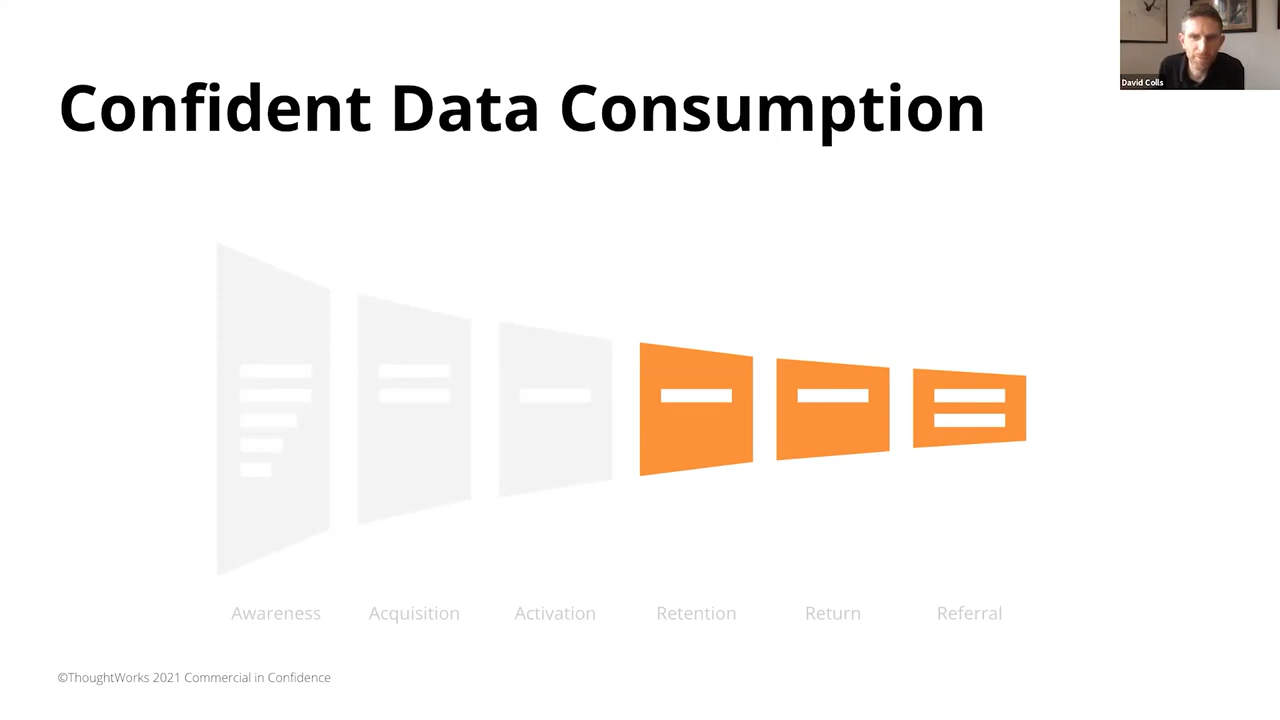 Confident Data Consumption
David Colls
Awareness
Acquisition
Activation
Retention
Return
Referral
©ThoughtWorks 2021 Commercial in Confidence